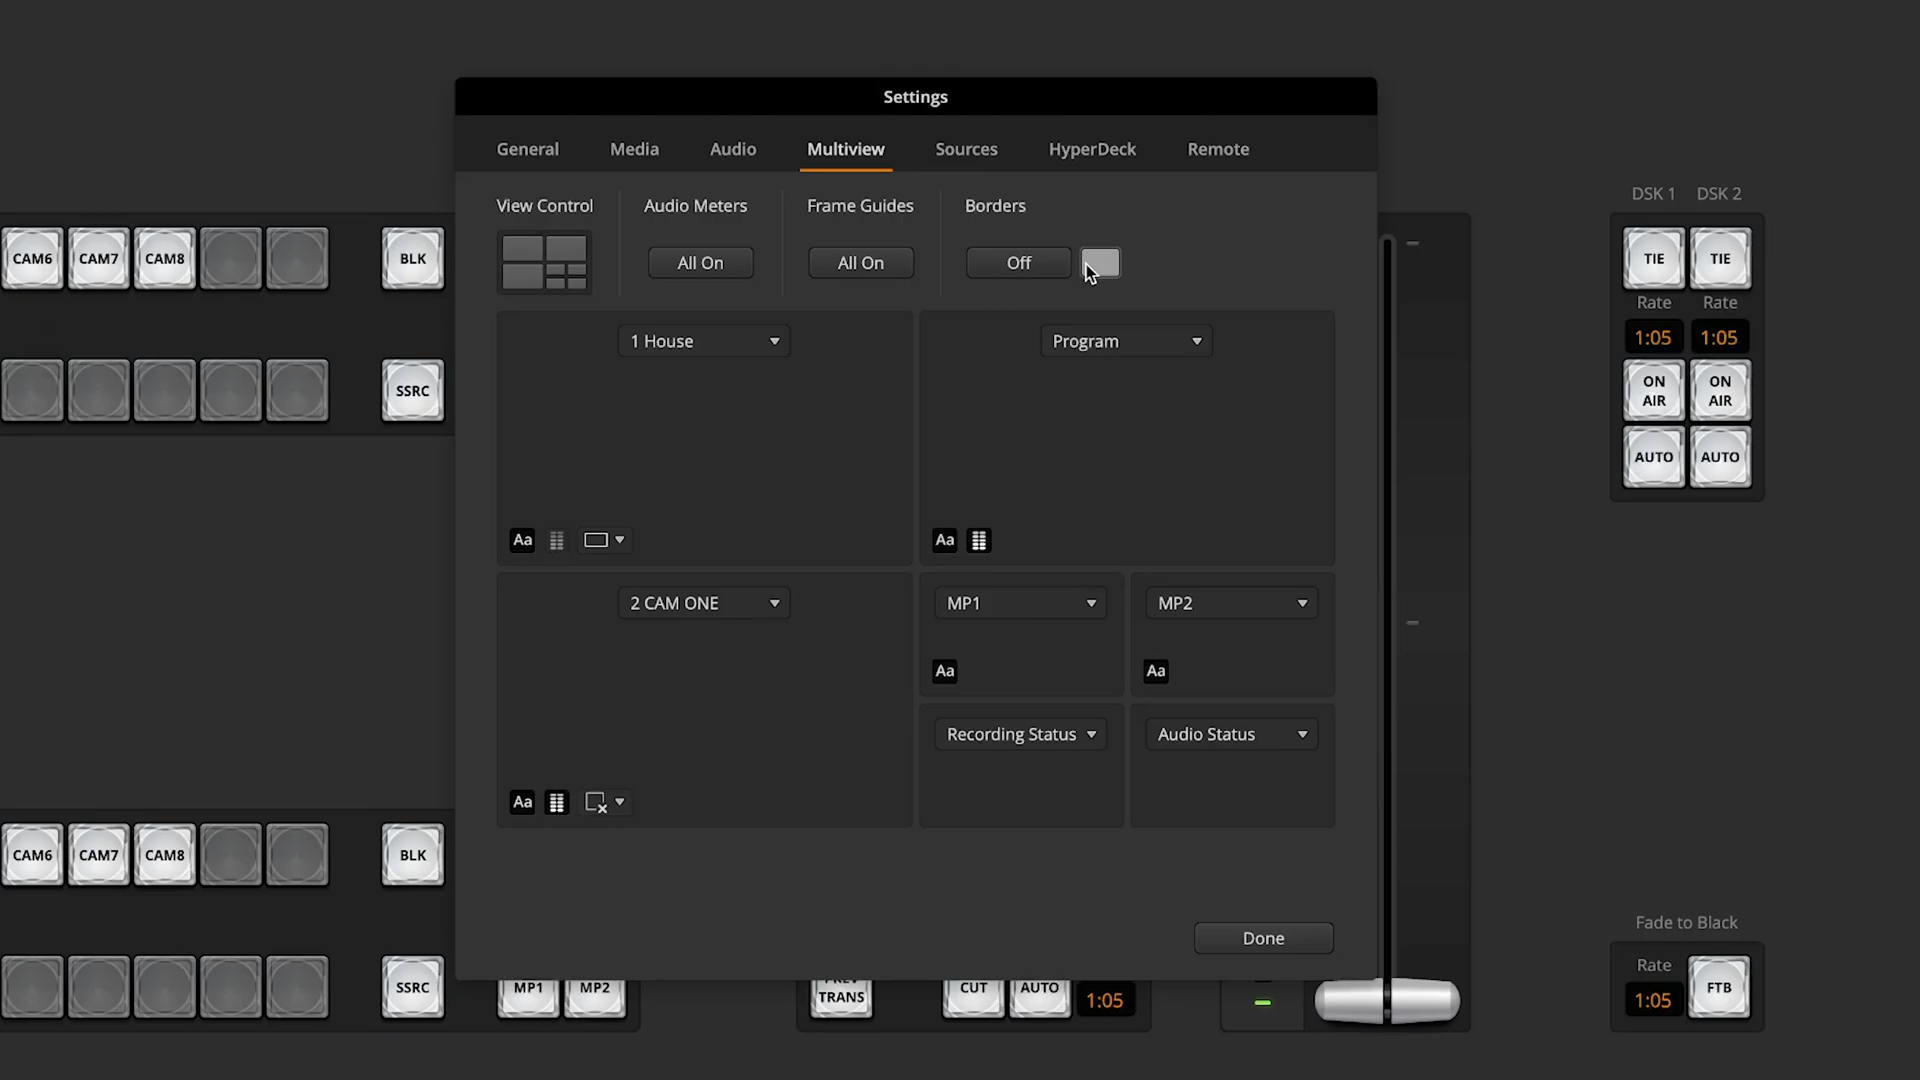 Settings
General Media Audio Multiview Sources HyperDeck Remote
View Control Audio Meters Frame Guides Borders
All On All On Off
1 House Program
Aa Aa
2 CAM ONE MP1 MP2
Aa Aa
Recording Status Audio Status
Aa
Done
CAM6 CAM7 CAM8 BLK
SSRC
CAM6 CAM7 CAM8 BLK
SSRC MP1 MP2
PREV
TRANS
CUT AUTO 1:05
DSK 1 DSK 2
TIE TIE
Rate Rate
1:05 1:05
ON
AIR
ON
AIR
AUTO AUTO
Fade to Black
Rate
1:05 FTB